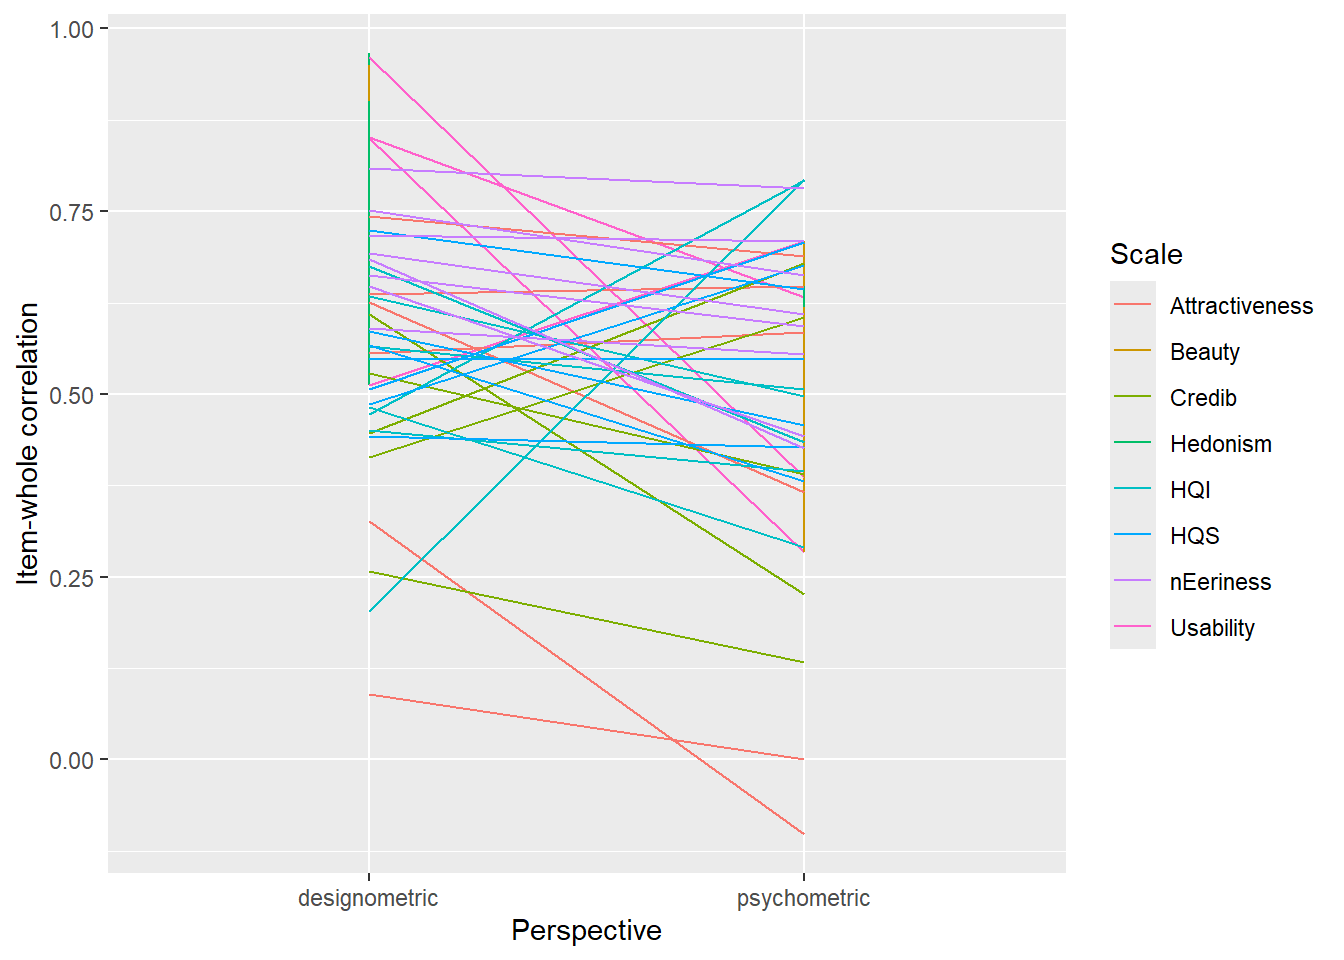 1.00
0.75
0.50
0.25
0.00
Item-whole correlation
designometric
psychometric
Perspective
Scale
Attractiveness
Beauty
Credib
Hedonism
HQI
HQS
nEeriness
Usability